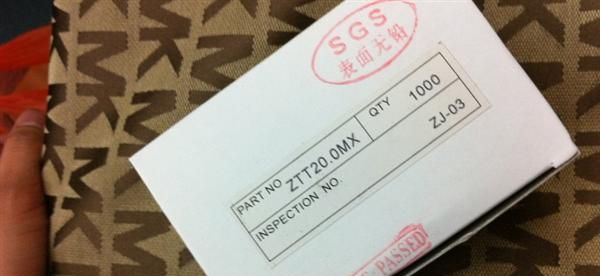 SGS
表面无铅
PART NO ZTT20.0MX QTY 1000
INSPECTION NO. ZJ-03
PASSED